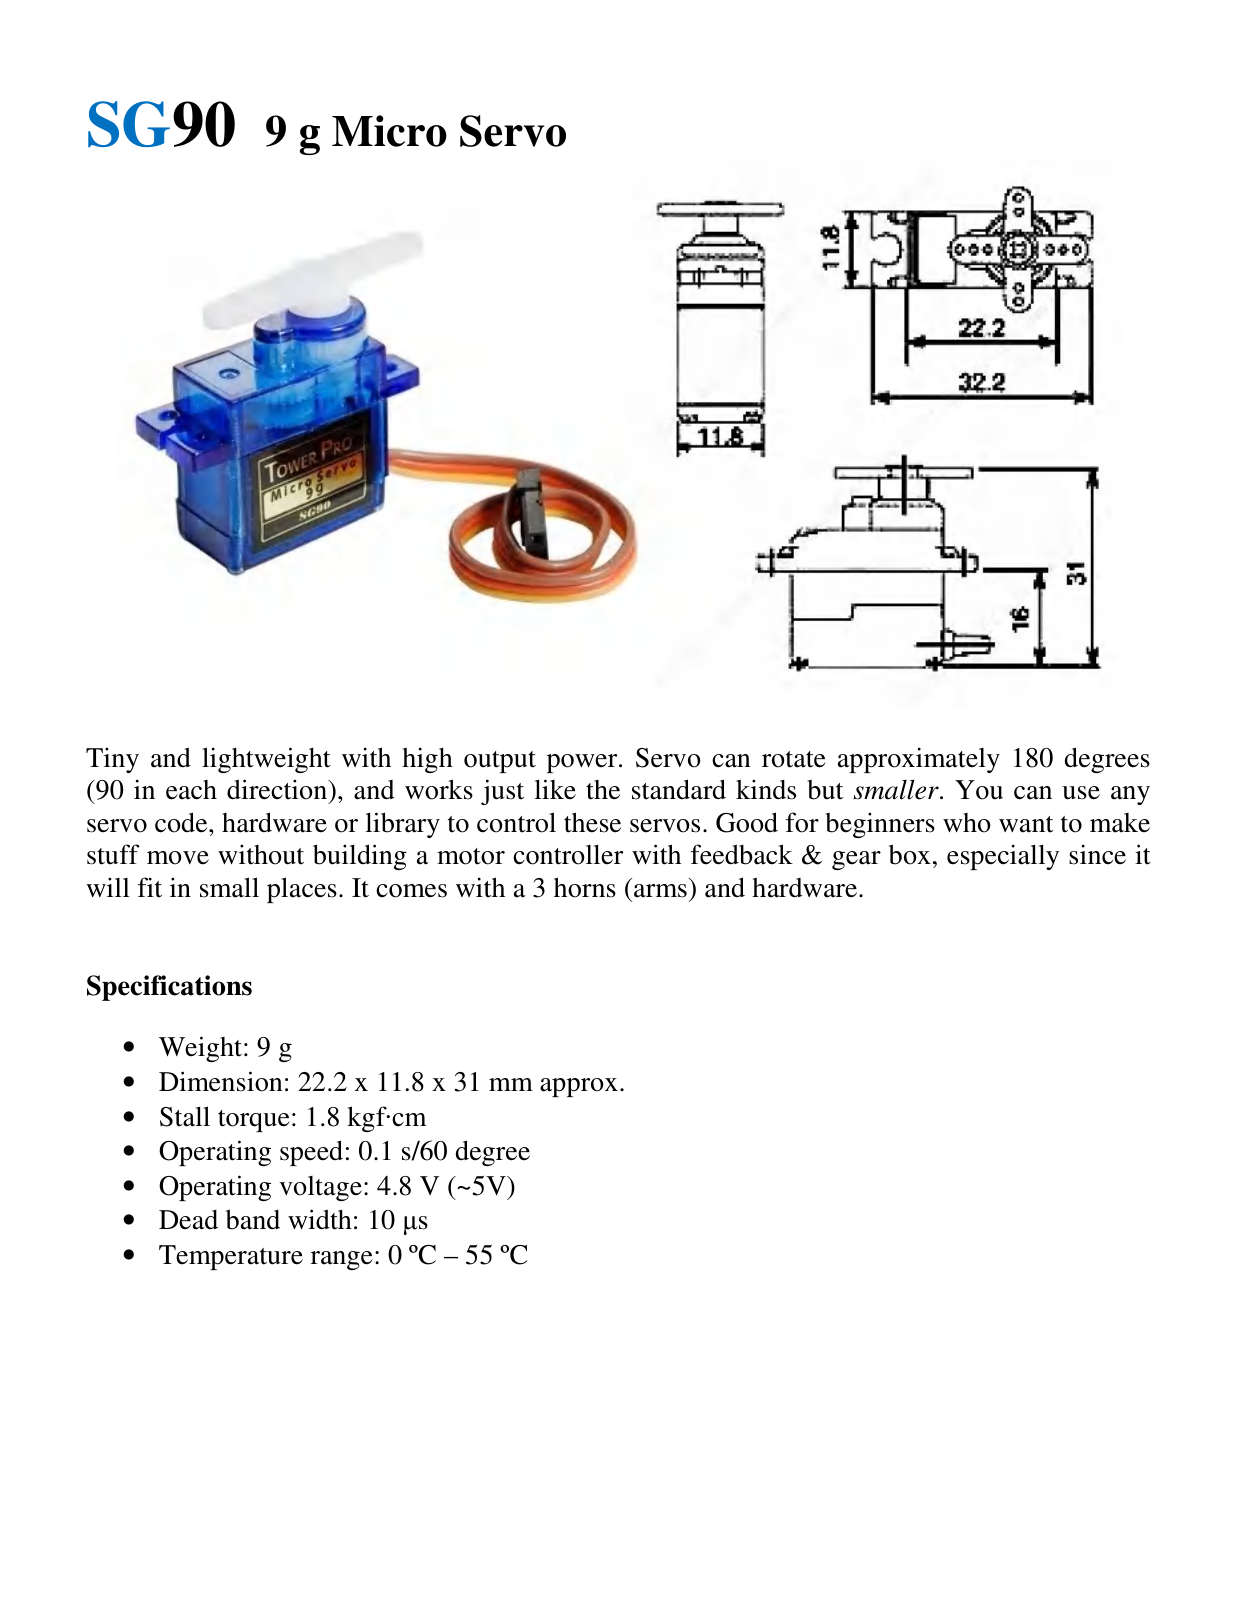 SG90 9 g Micro Servo
11.8
22.2
32.2
11.8
TOWER PRO
Micro Servo
9g
SG90
31
16
Tiny and lightweight with high output power. Servo can rotate approximately 180 degrees
(90 in each direction), and works just like the standard kinds but smaller. You can use any
servo code, hardware or library to control these servos. Good for beginners who want to make
stuff move without building a motor controller with feedback & gear box, especially since it
will fit in small places. It comes with a 3 horns (arms) and hardware.
Specifications
• Weight: 9 g
• Dimension: 22.2 x 11.8 x 31 mm approx.
• Stall torque: 1.8 kgf·cm
• Operating speed: 0.1 s/60 degree
• Operating voltage: 4.8 V (~5V)
• Dead band width: 10 µs
• Temperature range: 0 ºC – 55 ºC